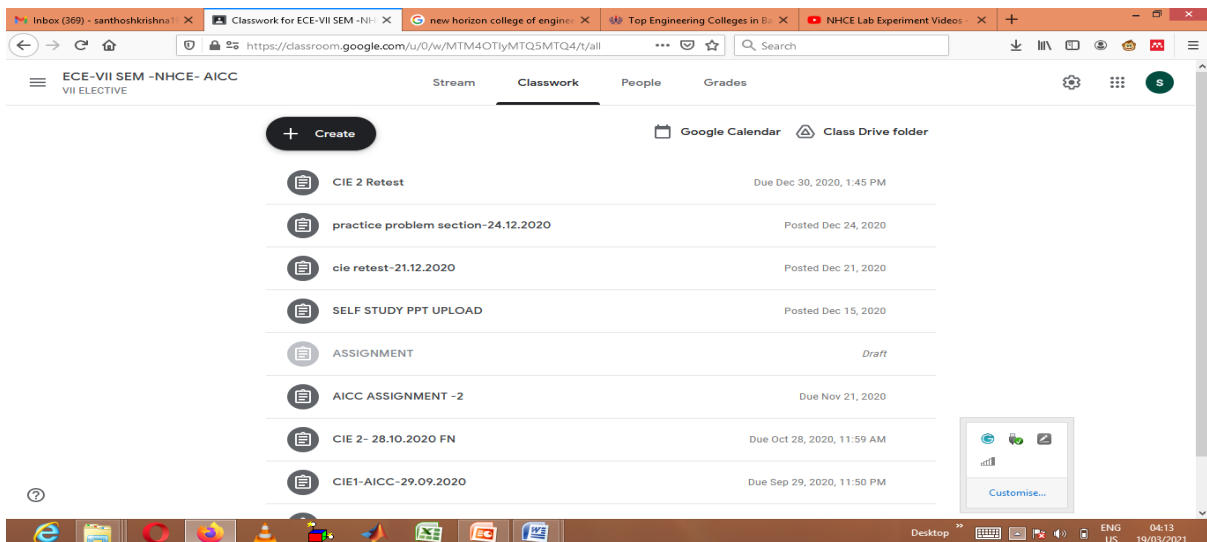 Inbox (369) - santhoshkrishna1
Classwork for ECE-VII SEM -NH
new horizon college of enginee
Top Engineering Colleges in Ba
NHCE Lab Experiment Videos -
https://classroom.google.com/u/0/w/MTM4OTIyMTQ5MTQ4/t/all
Search
ECE-VII SEM -NHCE- AICC
VII ELECTIVE
Stream Classwork People Grades
S
+ Create
Google Calendar Class Drive folder
CIE 2 Retest Due Dec 30, 2020, 1:45 PM
practice problem section-24.12.2020 Posted Dec 24, 2020
cie retest-21.12.2020 Posted Dec 21, 2020
SELF STUDY PPT UPLOAD Posted Dec 15, 2020
ASSIGNMENT Draft
AICC ASSIGNMENT -2 Due Nov 21, 2020
CIE 2- 28.10.2020 FN Due Oct 28, 2020, 11:59 AM
CIE1-AICC-29.09.2020 Due Sep 29, 2020, 11:50 PM
Customise...
Desktop ENG 04:13
US 19/03/2021